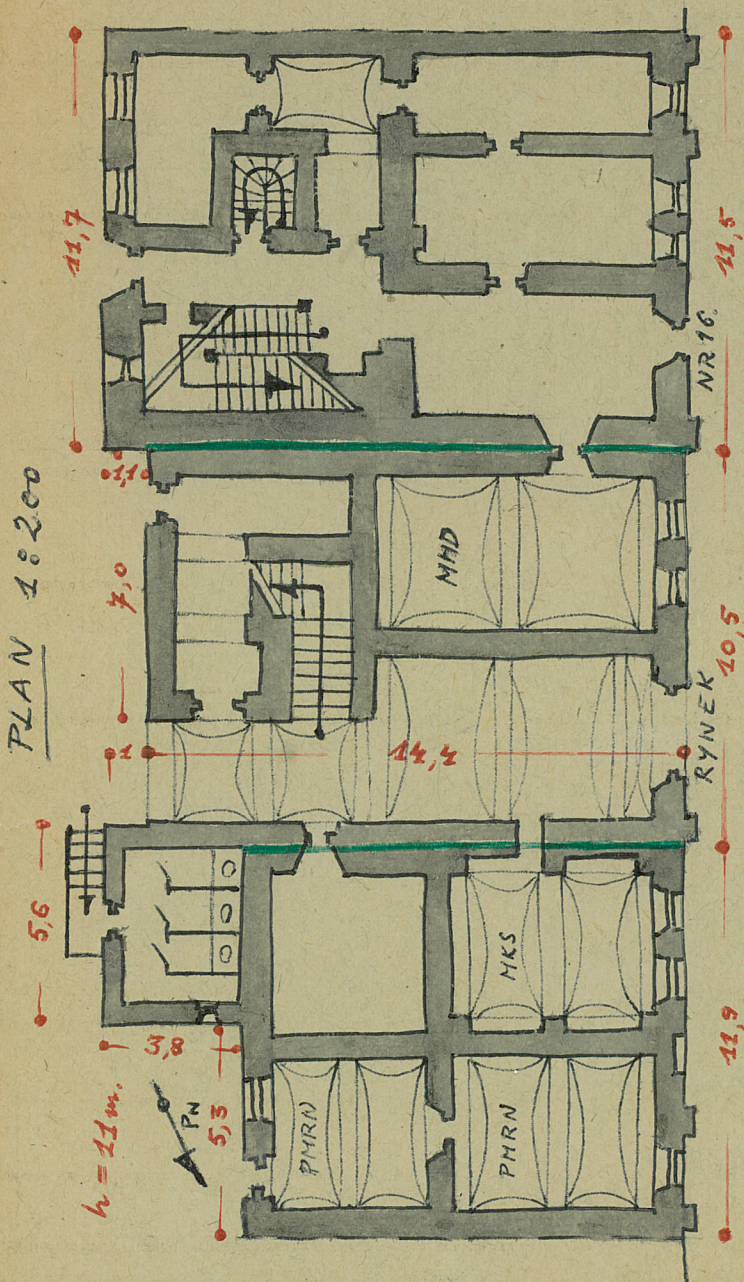 PLAN 1:200
11,7
11,5
NR 16.
1,1
7,0
MHD
10,5
RYNEK
1
14,4
5,6
MKS
11,9
3,8
h = 11 m.
PN
5,3
PMRN
PMRN